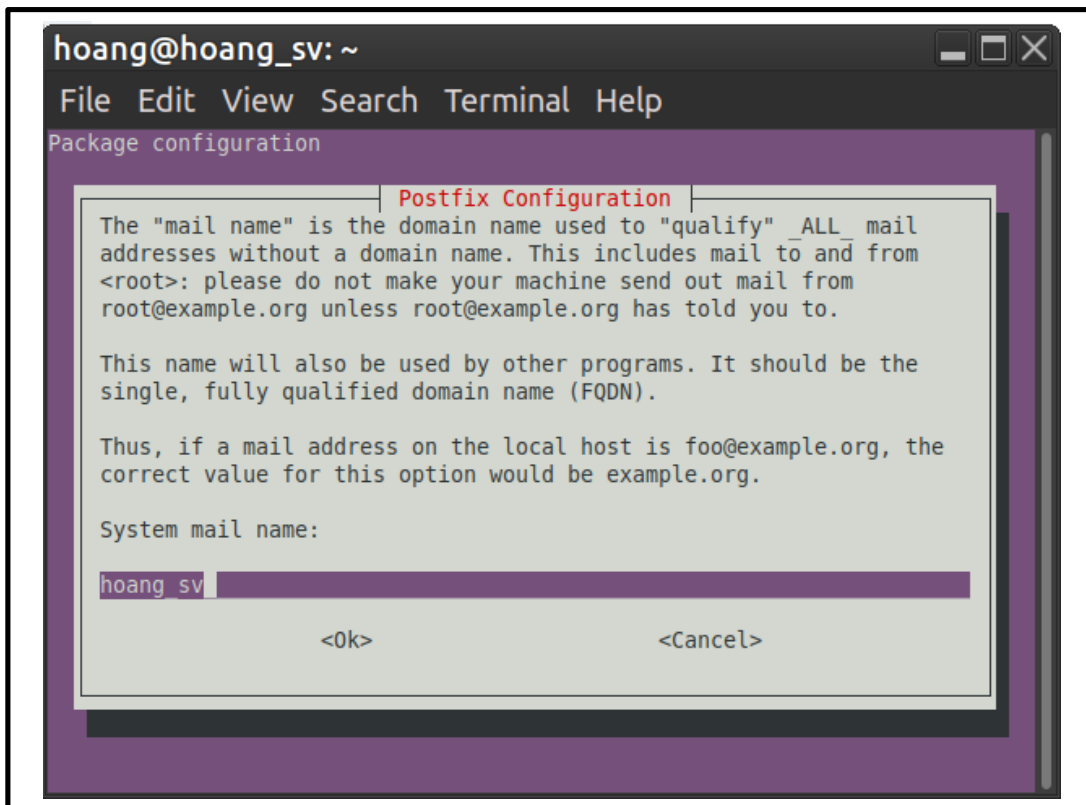 hoang@hoang_sv: ~
File Edit View Search Terminal Help
Package configuration
Postfix Configuration
The "mail name" is the domain name used to "qualify" _ALL_ mail
addresses without a domain name. This includes mail to and from
<root>: please do not make your machine send out mail from
root@example.org unless root@example.org has told you to.
This name will also be used by other programs. It should be the
single, fully qualified domain name (FQDN).
Thus, if a mail address on the local host is foo@example.org, the
correct value for this option would be example.org.
System mail name:
hoang_sv
<Ok> <Cancel>